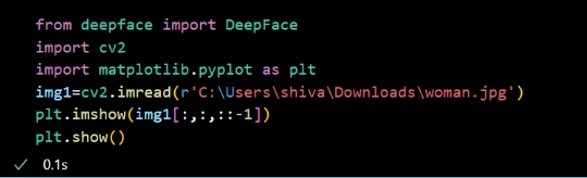 from deepface import DeepFace
import cv2
import matplotlib.pyplot as plt
img1=cv2.imread(r'C:\Users\shiva\Downloads\woman.jpg')
plt.imshow(img1[:,:,::-1])
plt.show()
✓ 0.1s